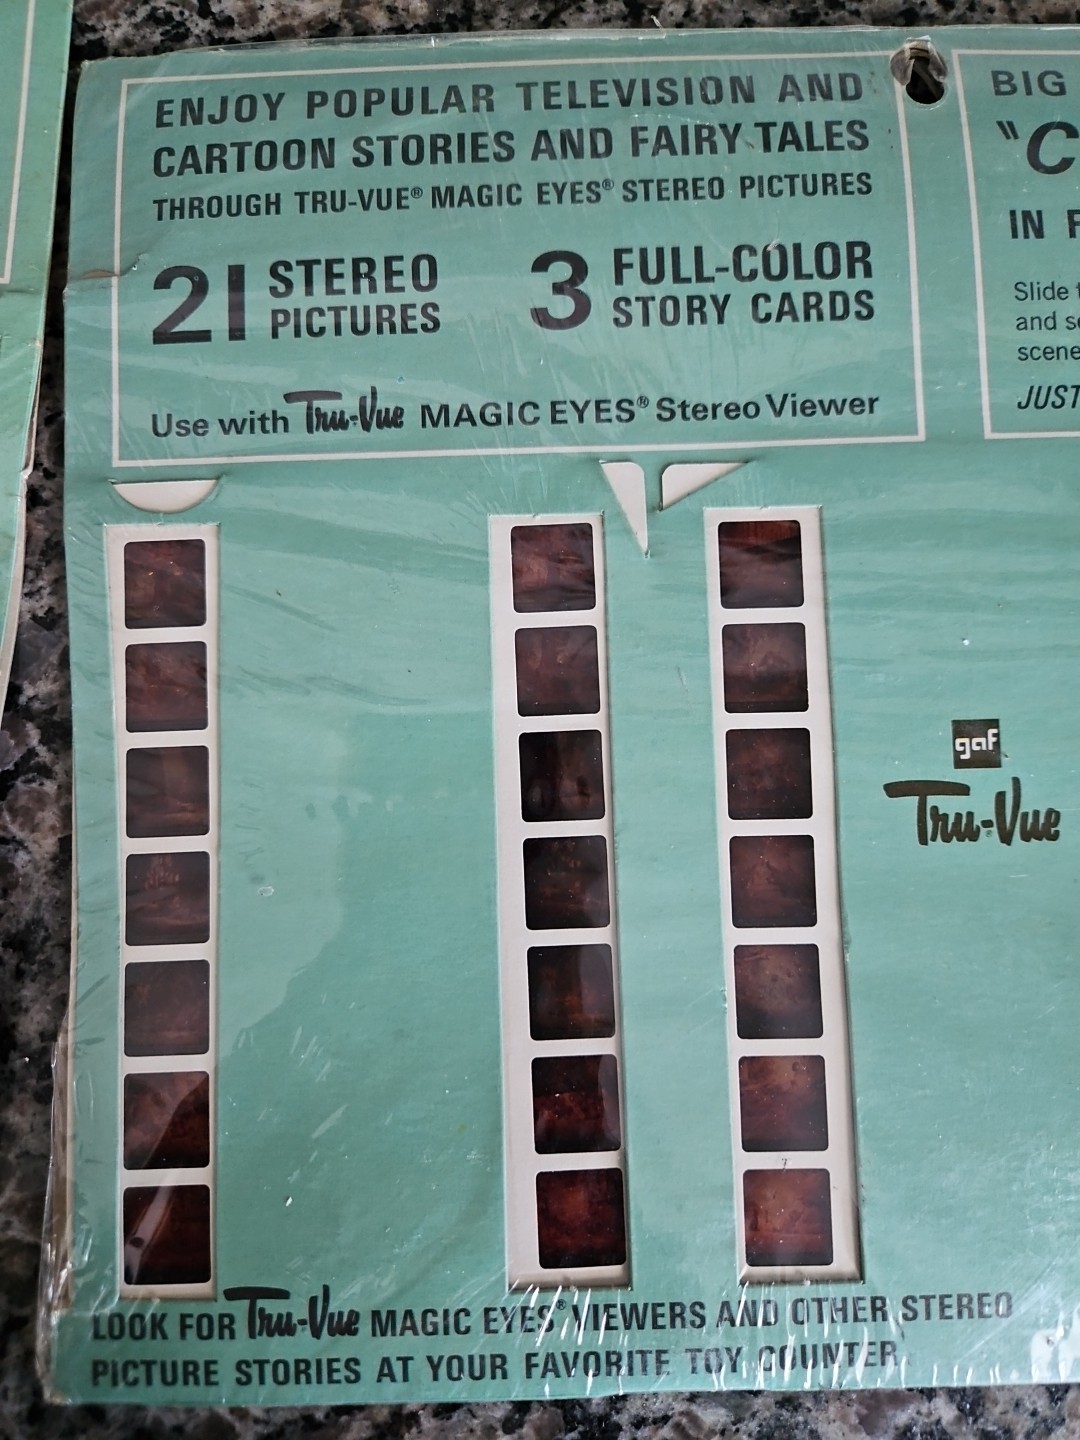 ENJOY POPULAR TELEVISION AND
CARTOON STORIES AND FAIRY TALES
THROUGH TRU-VUE® MAGIC EYES® STEREO PICTURES
21 STEREO PICTURES
3 FULL-COLOR STORY CARDS
Use with Tru-Vue MAGIC EYES® Stereo Viewer
BIG
"C
IN
Slide
and
scene
JUST
gaf
Tru-Vue
LOOK FOR Tru-Vue MAGIC EYES® VIEWERS AND OTHER STEREO
PICTURE STORIES AT YOUR FAVORITE TOY COUNTER.